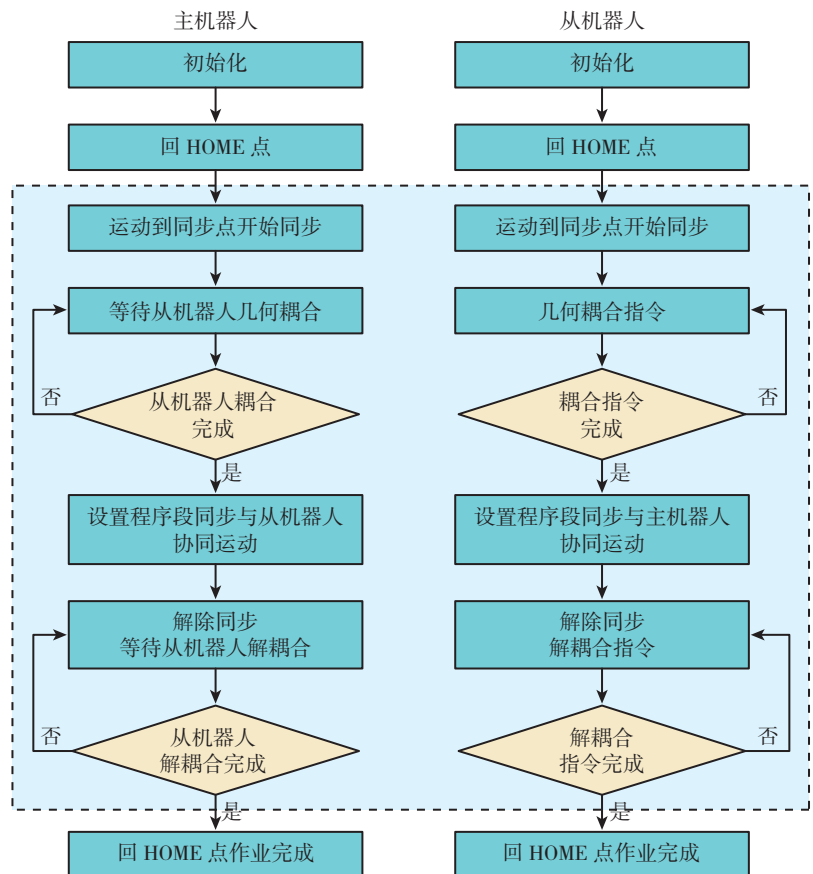 主机器人
初始化
回 HOME 点
运动到同步点开始同步
等待从机器人几何耦合
否
从机器人耦合
完成
是
设置程序段同步与从机器人
协同运动
解除同步
等待从机器人解耦合
否
从机器人
解耦合完成
是
回 HOME 点作业完成
从机器人
初始化
回 HOME 点
运动到同步点开始同步
几何耦合指令
耦合指令
完成
否
是
设置程序段同步与主机器人
协同运动
解除同步
解耦合指令
解耦合
指令完成
否
是
回 HOME 点作业完成